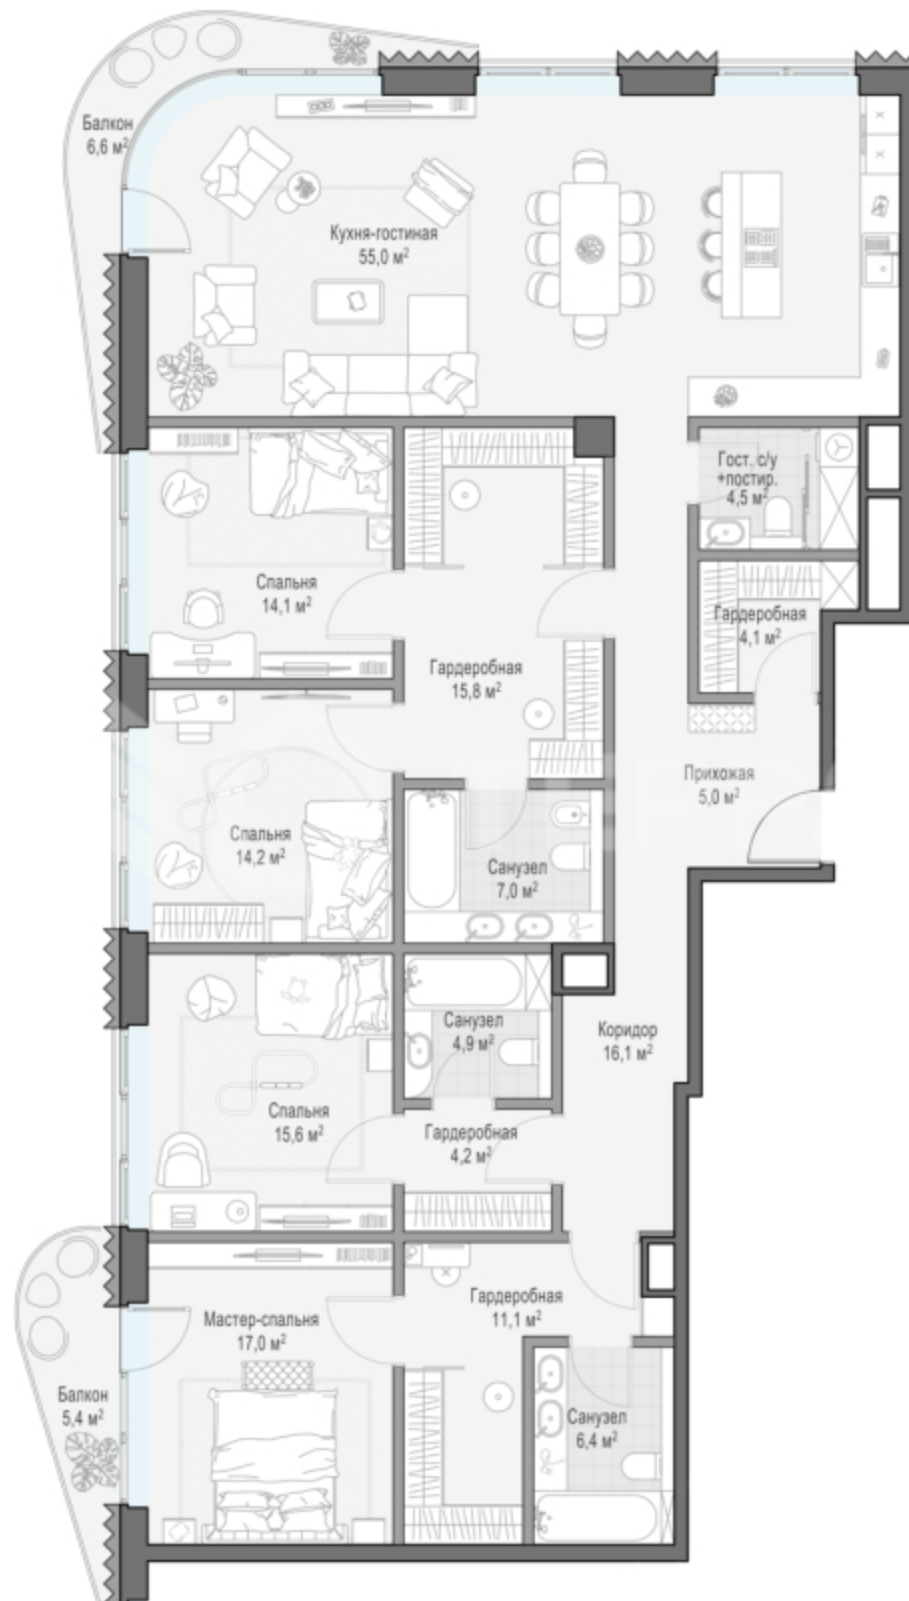 Балкон
6,6 м²
Кухня-гостиная
55,0 м²
Гост. с/у
+постир.
4,5 м²
Спальня
14,1 м²
Гардеробная
4,1 м²
Гардеробная
15,8 м²
Прихожая
5,0 м²
Спальня
14,2 м²
Санузел
7,0 м²
Санузел
4,9 м²
Коридор
16,1 м²
Спальня
15,6 м²
Гардеробная
4,2 м²
Гардеробная
11,1 м²
Мастер-спальня
17,0 м²
Балкон
5,4 м²
Санузел
6,4 м²